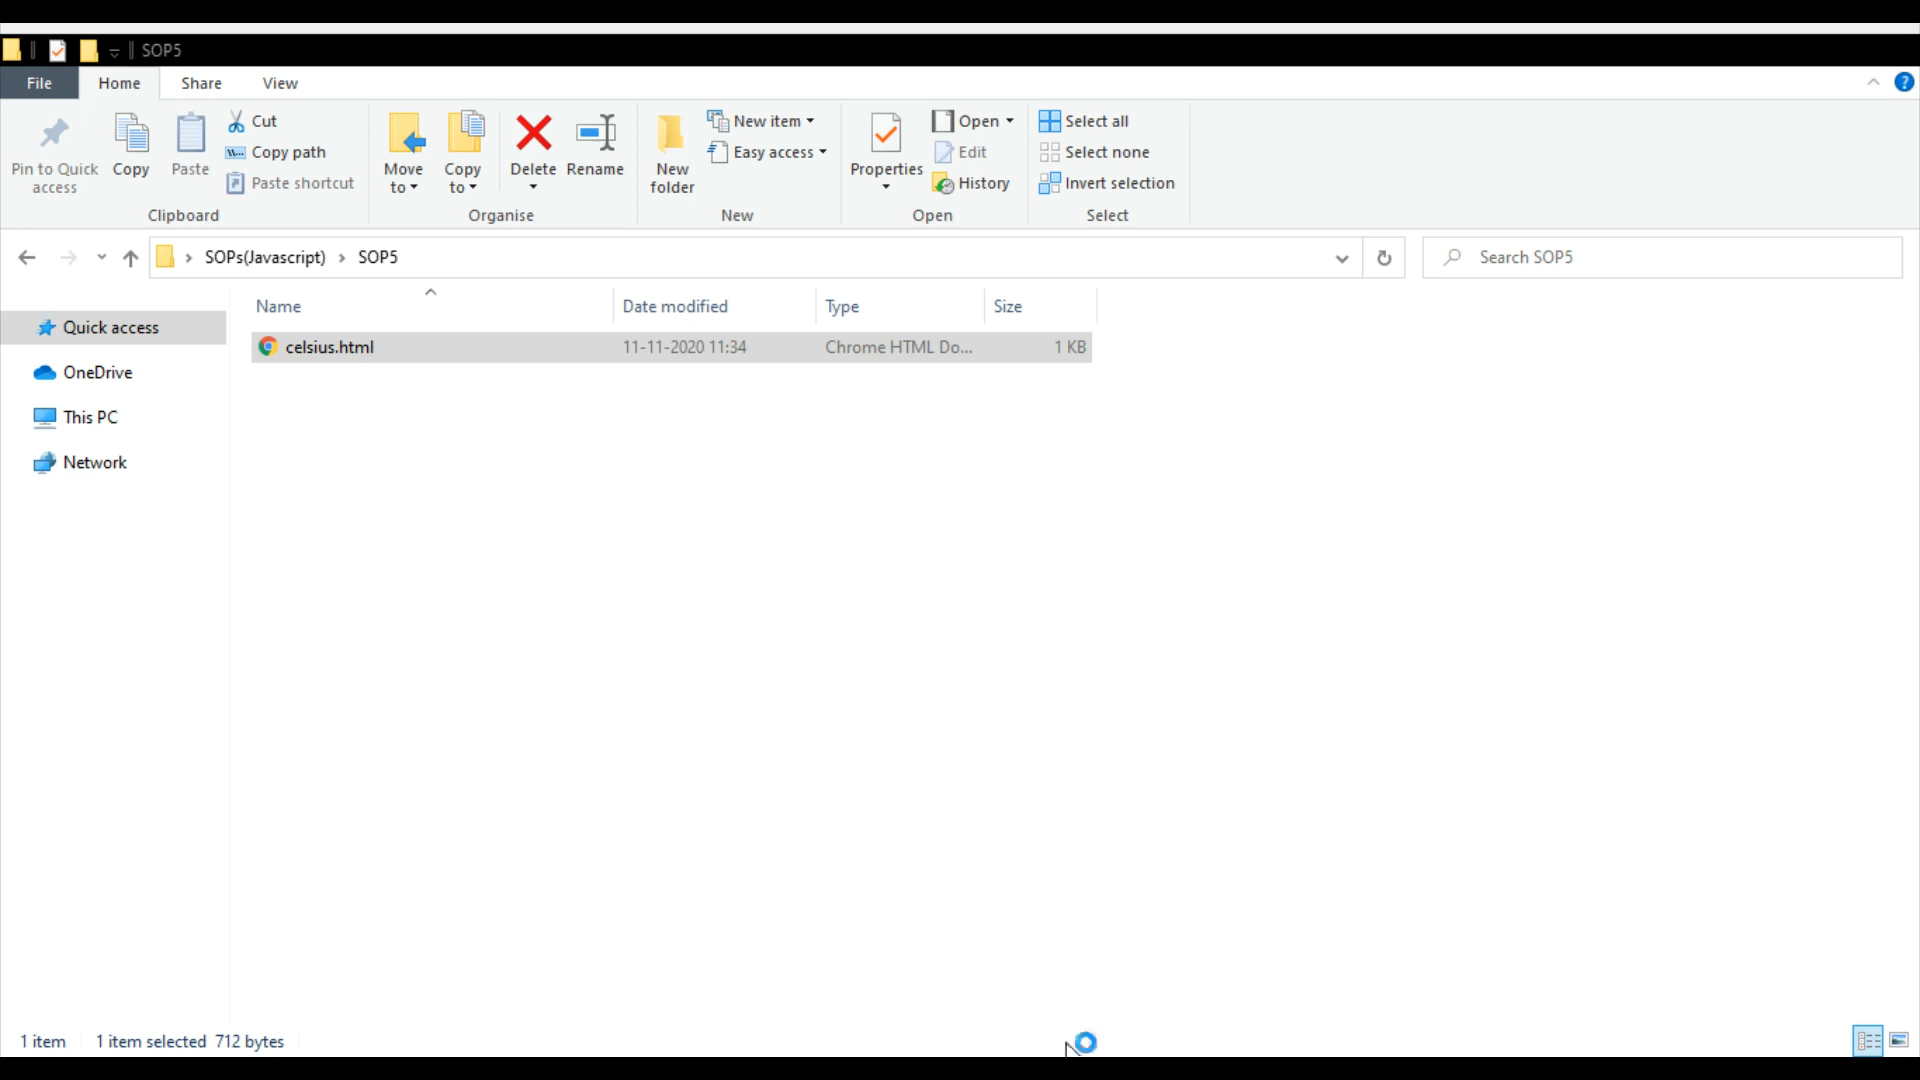 SOP5
File Home Share View
Pin to Quick access
Copy
Paste
Cut
Copy path
Paste shortcut
Clipboard
Move to
Copy to
Delete
Rename
Organise
New folder
New item
Easy access
New
Properties
Open
Edit
History
Open
Select all
Select none
Invert selection
Select
SOPs(Javascript) › SOP5
Search SOP5
Name Date modified Type Size
celsius.html 11-11-2020 11:34 Chrome HTML Do... 1 KB
Quick access
OneDrive
This PC
Network
1 item 1 item selected 712 bytes